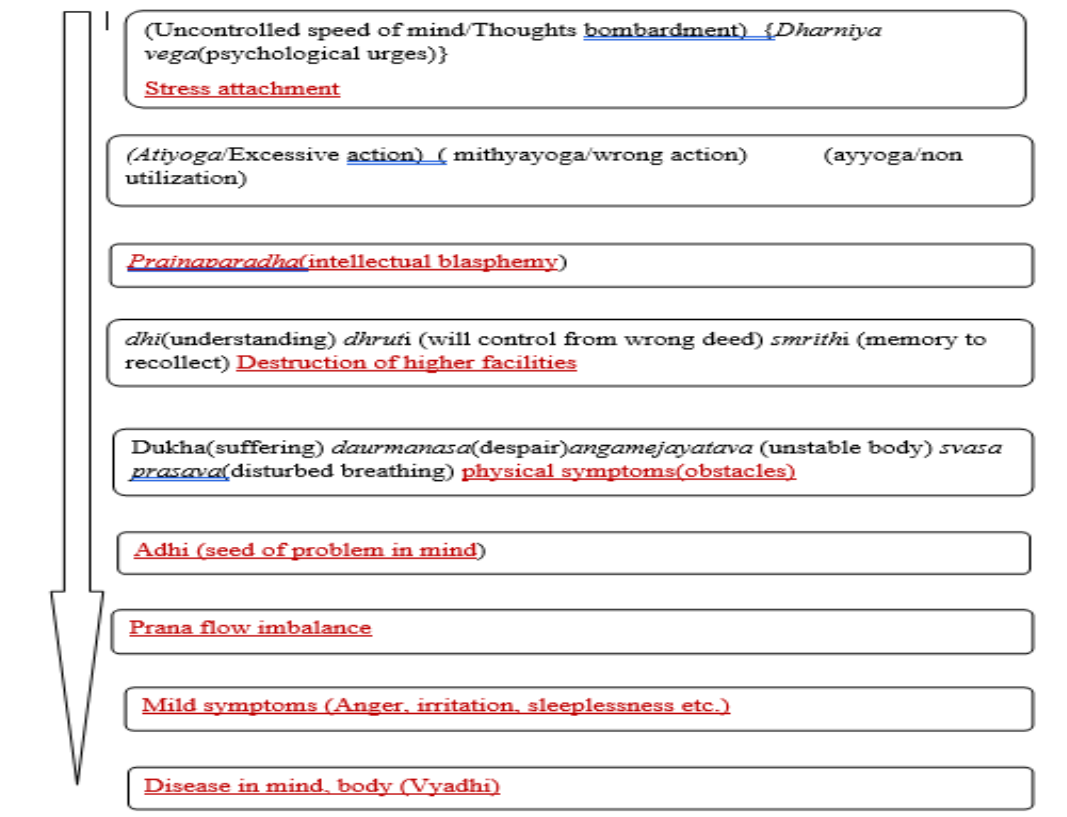 (Uncontrolled speed of mind/Thoughts bombardment) {Dharniya
vega(psychological urges)}
Stress attachment
(Atiyoga/Excessive action) ( mithyayoga/wrong action) (ayyoga/non
utilization)
Prajnaparadha(intellectual blasphemy)
dhi(understanding) dhruti (will control from wrong deed) smrithi (memory to
recollect) Destruction of higher facilities
Dukha(suffering) daurmanasa(despair)angamejayatava (unstable body) svasa
prasava(disturbed breathing) physical symptoms(obstacles)
Adhi (seed of problem in mind)
Prana flow imbalance
Mild symptoms (Anger, irritation, sleeplessness etc.)
Disease in mind, body (Vyadhi)